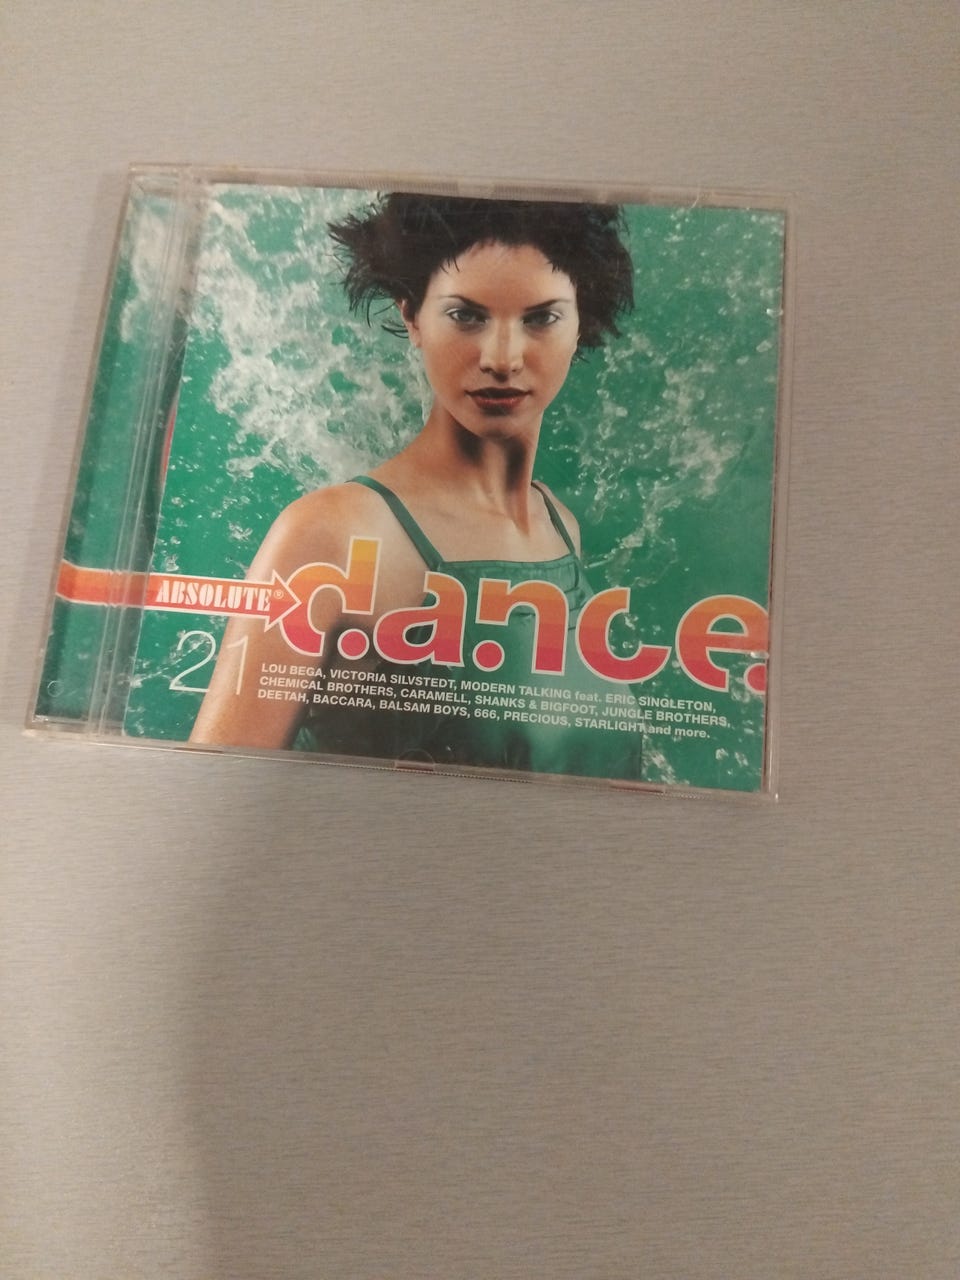 ABSOLUTE®
d.a.nce.
21
LOU BEGA, VICTORIA SILVSTEDT, MODERN TALKING feat. ERIC SINGLETON,
CHEMICAL BROTHERS, CARAMELL, SHANKS & BIGFOOT, JUNGLE BROTHERS,
DEETAH, BACCARA, BALSAM BOYS, 666, PRECIOUS, STARLIGHT and more.